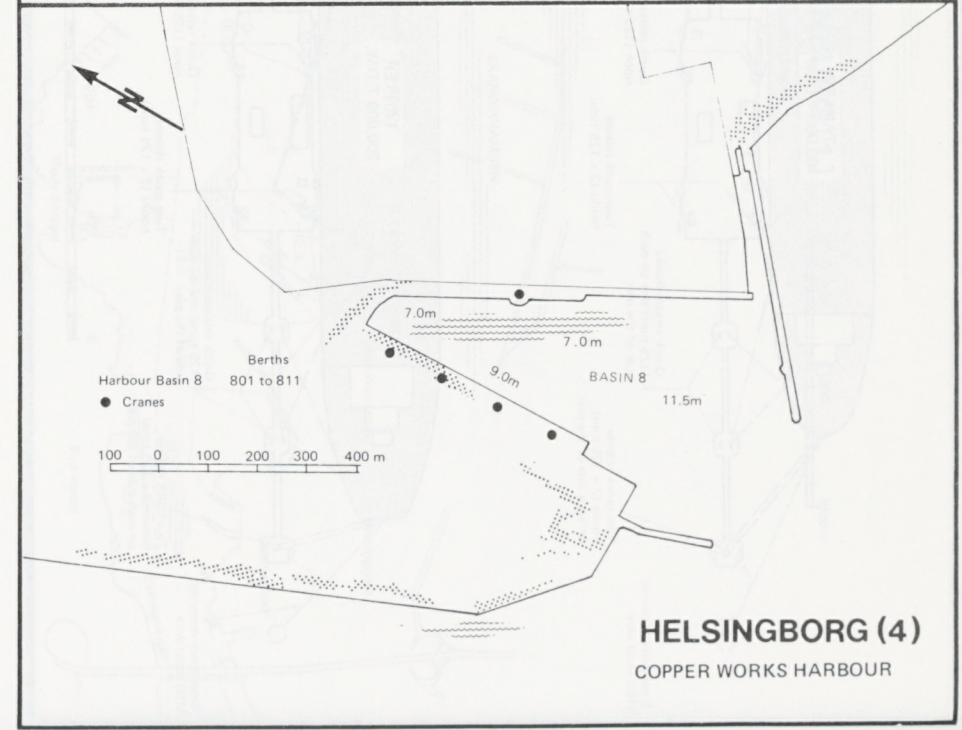 N
7.0m
7.0m
9.0m
BASIN 8
11.5m
Berths
Harbour Basin 8 801 to 811
Cranes
100 0 100 200 300 400 m
HELSINGBORG (4)
COPPER WORKS HARBOUR